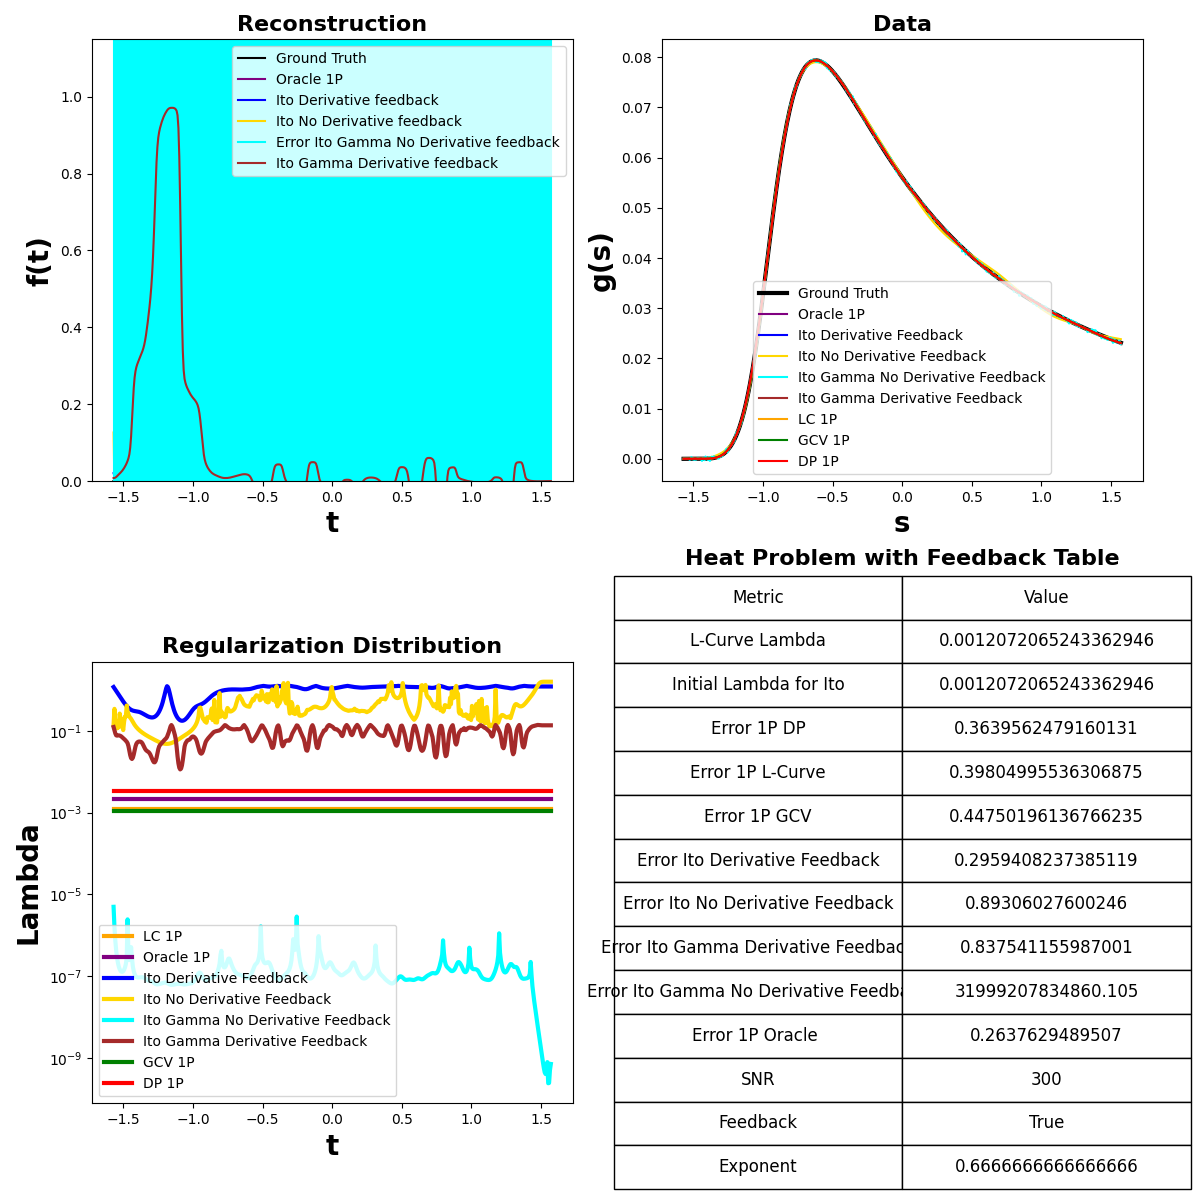 Reconstruction
f(t)
1.0
0.8
0.6
0.4
0.2
0.0
Ground Truth
Oracle 1P
Ito Derivative feedback
Ito No Derivative feedback
Error Ito Gamma No Derivative feedback
Ito Gamma Derivative feedback
−1.5 −1.0 −0.5 0.0 0.5 1.0 1.5
t
Data
g(s)
0.08
0.07
0.06
0.05
0.04
0.03
0.02
0.01
0.00
Ground Truth
Oracle 1P
Ito Derivative Feedback
Ito No Derivative Feedback
Ito Gamma No Derivative Feedback
Ito Gamma Derivative Feedback
LC 1P
GCV 1P
DP 1P
−1.5 −1.0 −0.5 0.0 0.5 1.0 1.5
s
Regularization Distribution
Lambda
10−1
10−3
10−5
10−7
10−9
LC 1P
Oracle 1P
Ito Derivative Feedback
Ito No Derivative Feedback
Ito Gamma No Derivative Feedback
Ito Gamma Derivative Feedback
GCV 1P
DP 1P
−1.5 −1.0 −0.5 0.0 0.5 1.0 1.5
t
Heat Problem with Feedback Table
Metric Value
L-Curve Lambda 0.0012072065243362946
Initial Lambda for Ito 0.0012072065243362946
Error 1P DP 0.3639562479160131
Error 1P L-Curve 0.39804995536306875
Error 1P GCV 0.44750196136766235
Error Ito Derivative Feedback 0.2959408237385119
Error Ito No Derivative Feedback 0.89306027600246
Error Ito Gamma Derivative Feedbac 0.837541155987001
Error Ito Gamma No Derivative Feedba 31999207834860.105
Error 1P Oracle 0.2637629489507
SNR 300
Feedback True
Exponent 0.6666666666666666